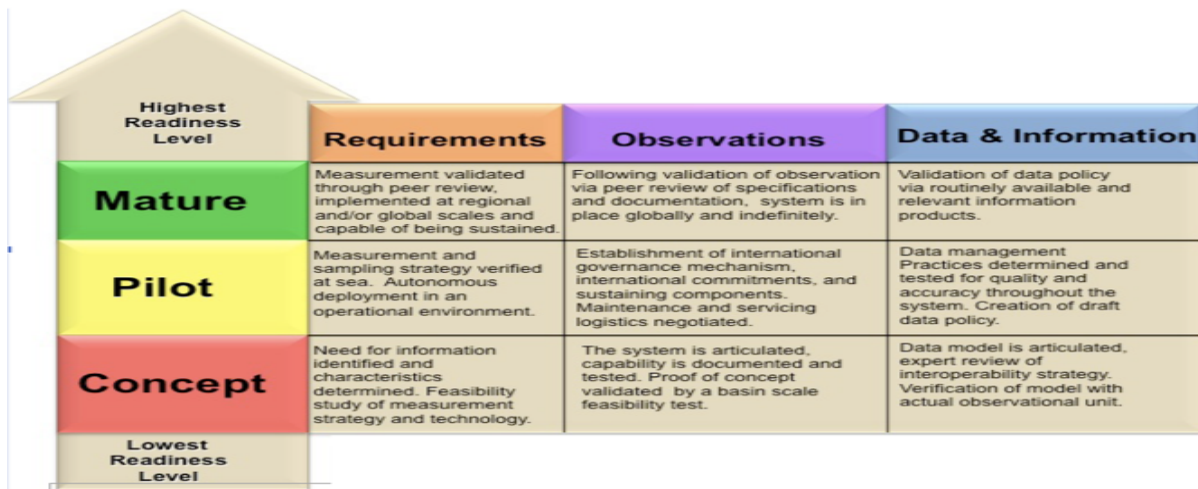 Highest
Readiness
Level
Requirements
Observations
Data & Information
Mature
Measurement validated
through peer review,
implemented at regional
and/or global scales and
capable of being sustained.
Following validation of observation
via peer review of specifications
and documentation, system is in
place globally and indefinitely.
Validation of data policy
via routinely available and
relevant information
products.
Pilot
Measurement and
sampling strategy verified
at sea. Autonomous
deployment in an
operational environment.
Establishment of international
governance mechanism,
international commitments, and
sustaining components.
Maintenance and servicing
logistics negotiated.
Data management
Practices determined and
tested for quality and
accuracy throughout the
system. Creation of draft
data policy.
Concept
Need for information
identified and
characteristics
determined. Feasibility
study of measurement
strategy and technology.
The system is articulated,
capability is documented and
tested. Proof of concept
validated by a basin scale
feasibility test.
Data model is articulated,
expert review of
interoperability strategy.
Verification of model with
actual observational unit.
Lowest
Readiness
Level